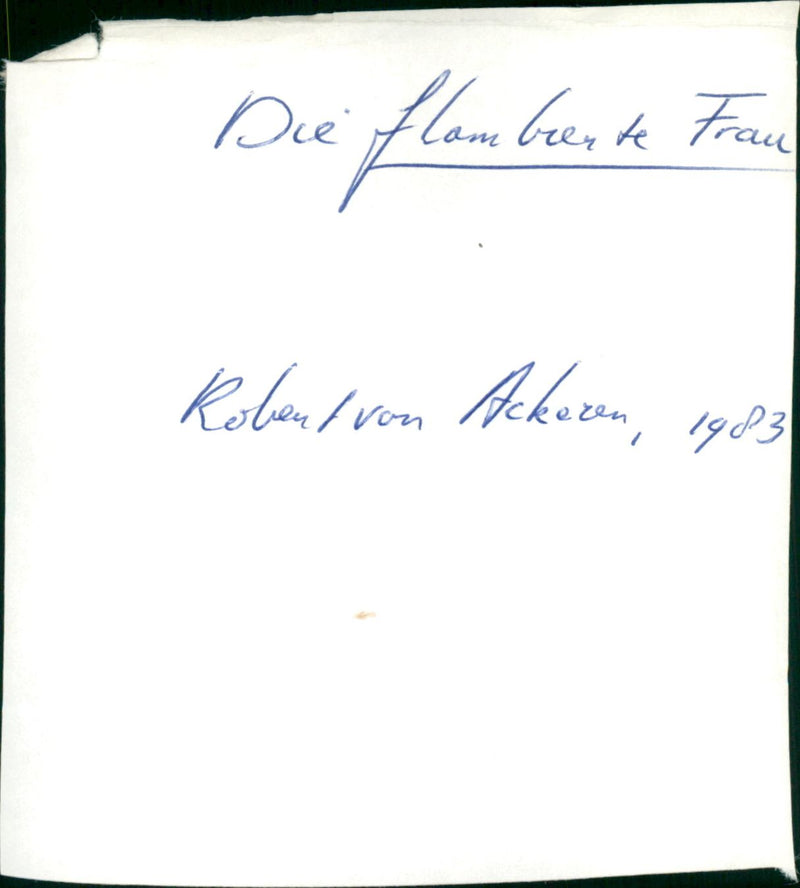 Die flambierte Frau
Robert von Ackeren, 1983